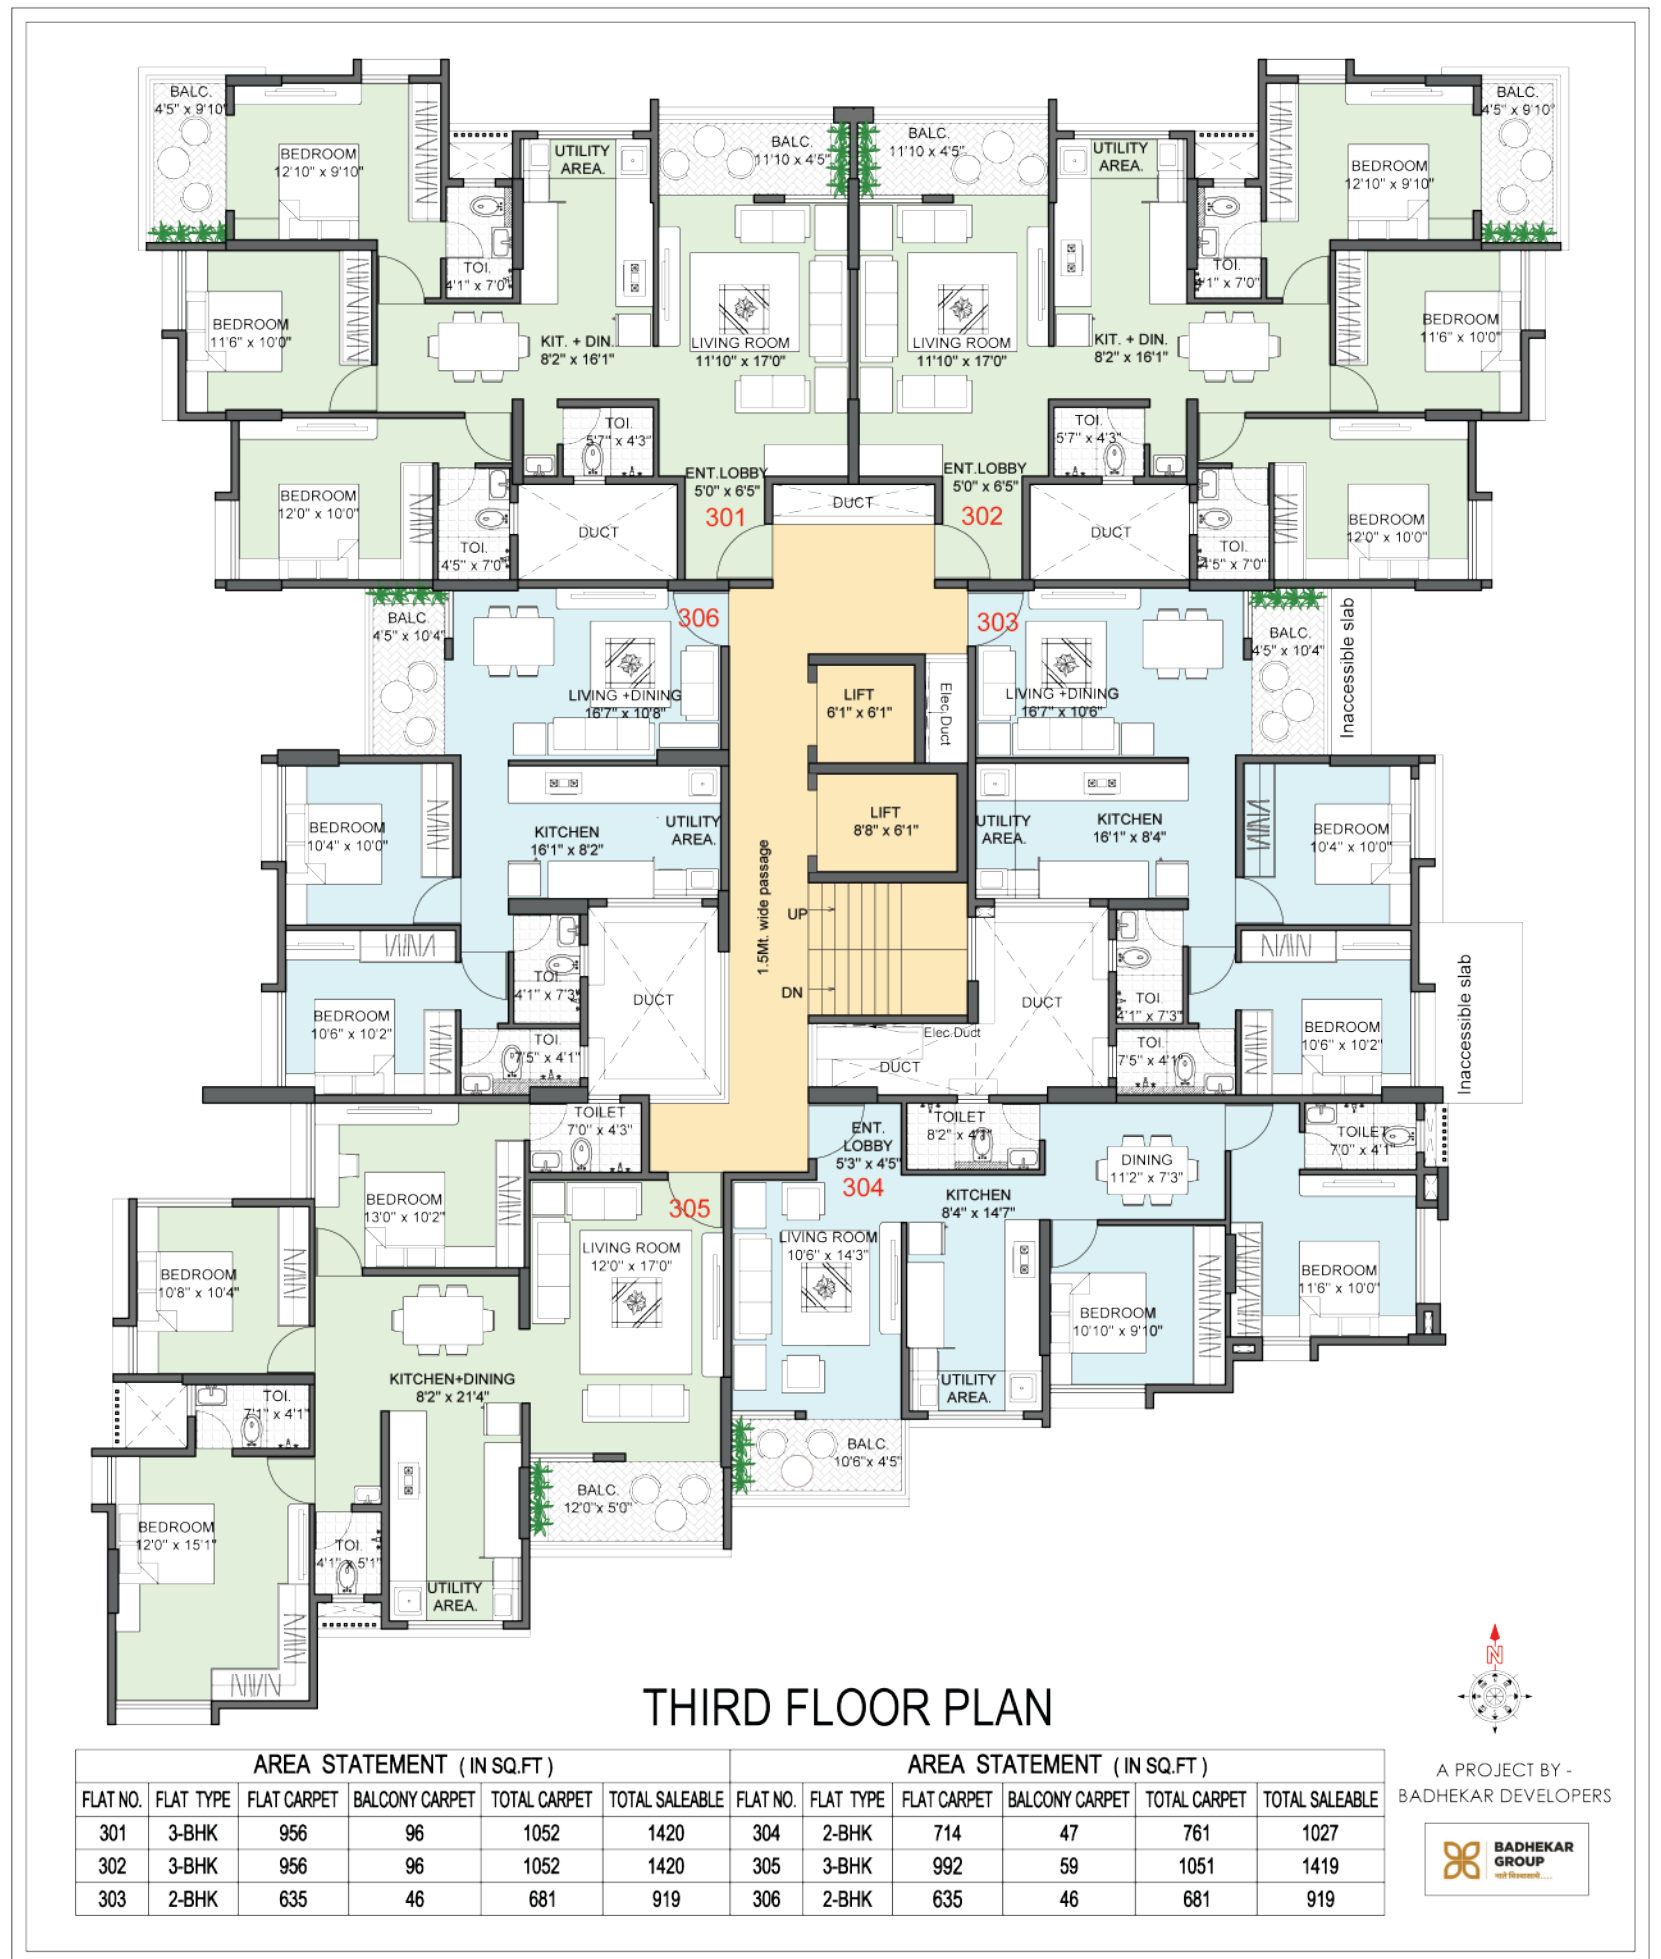 BALC.
4'5" x 9'10"
BEDROOM
12'10" x 9'10"
UTILITY
AREA.
BALC.
11'10 x 4'5"
BALC.
11'10 x 4'5"
UTILITY
AREA.
BEDROOM
12'10" x 9'10"
BALC.
4'5" x 9'10"
TOI.
4'1" x 7'0"
TOI.
4'1" x 7'0"
BEDROOM
11'6" x 10'0"
KIT. + DIN.
8'2" x 16'1"
LIVING ROOM
11'10" x 17'0"
LIVING ROOM
11'10" x 17'0"
KIT. + DIN.
8'2" x 16'1"
BEDROOM
11'6" x 10'0"
TOI.
5'7" x 4'3"
TOI.
5'7" x 4'3"
BEDROOM
12'0" x 10'0"
TOI.
4'5" x 7'0"
DUCT
ENT.LOBBY
5'0" x 6'5"
301
DUCT
ENT.LOBBY
5'0" x 6'5"
302
DUCT
TOI.
4'5" x 7'0"
BEDROOM
12'0" x 10'0"
BALC
4'5" x 10'4"
306
LIVING +DINING
16'7" x 10'8"
LIFT
6'1" x 6'1"
Elec.Duct
303
LIVING +DINING
16'7" x 10'6"
BALC.
4'5" x 10'4"
Inaccessible slab
BEDROOM
10'4" x 10'0"
KITCHEN
16'1" x 8'2"
UTILITY
AREA.
1.5Mt. wide passage
LIFT
8'8" x 6'1"
UTILITY
AREA.
KITCHEN
16'1" x 8'4"
BEDROOM
10'4" x 10'0"
UP
DN
BEDROOM
10'6" x 10'2"
TOI.
4'1" x 7'3"
TOI.
7'5" x 4'1"
DUCT
Elec.Duct
DUCT
DUCT
TOI.
4'1" x 7'3"
TOI.
7'5" x 4'1"
BEDROOM
10'6" x 10'2"
Inaccessible slab
TOILET
7'0" x 4'3"
ENT.
LOBBY
5'3" x 4'5"
304
TOILET
8'2" x 4'1"
DINING
11'2" x 7'3"
TOILET
7'0" x 4'1"
BEDROOM
13'0" x 10'2"
305
KITCHEN
8'4" x 14'7"
LIVING ROOM
12'0" x 17'0"
LIVING ROOM
10'6" x 14'3"
BEDROOM
10'8" x 10'4"
BEDROOM
10'10" x 9'10"
BEDROOM
11'6" x 10'0"
KITCHEN+DINING
8'2" x 21'4"
UTILITY
AREA.
TOI.
7'1" x 4'1"
BALC.
10'6"x 4'5"
BALC.
12'0"x 5'0"
BEDROOM
12'0" x 15'1"
TOI.
4'1" x 5'1"
UTILITY
AREA.
N
THIRD FLOOR PLAN
AREA STATEMENT ( IN SQ.FT )
FLAT NO. FLAT TYPE FLAT CARPET BALCONY CARPET TOTAL CARPET TOTAL SALEABLE
301 3-BHK 956 96 1052 1420
302 3-BHK 956 96 1052 1420
303 2-BHK 635 46 681 919
AREA STATEMENT ( IN SQ.FT )
FLAT NO. FLAT TYPE FLAT CARPET BALCONY CARPET TOTAL CARPET TOTAL SALEABLE
304 2-BHK 714 47 761 1027
305 3-BHK 992 59 1051 1419
306 2-BHK 635 46 681 919
A PROJECT BY -
BADHEKAR DEVELOPERS
BADHEKAR
GROUP